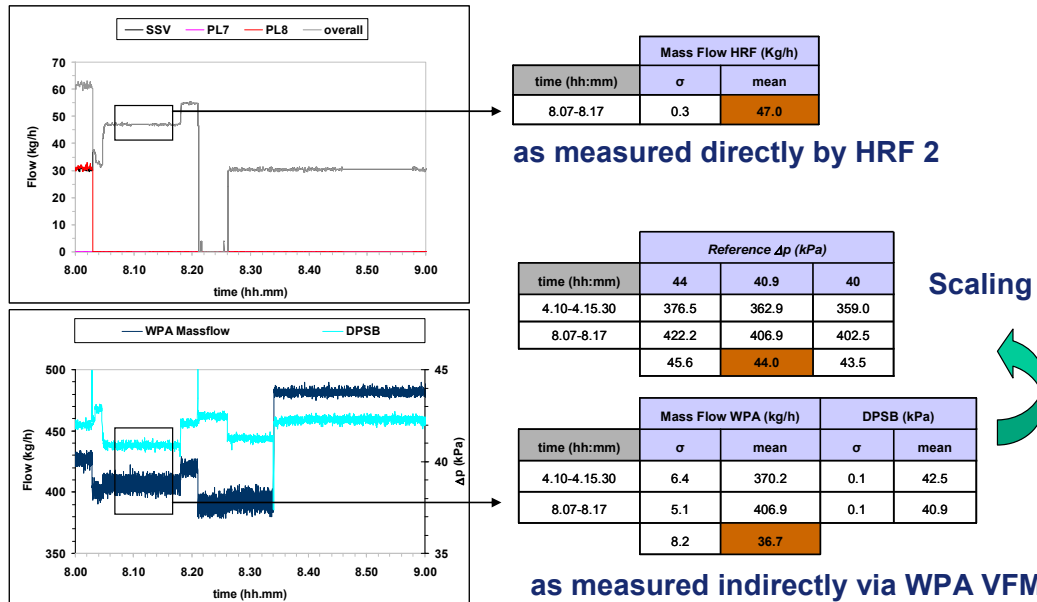 SSV PL7 PL8 overall
70
60
50
40
30
20
10
0
Flow (kg/h)
8.00 8.10 8.20 8.30 8.40 8.50 9.00
time (hh.mm)
Mass Flow HRF (Kg/h)
time (hh:mm) σ mean
8.07-8.17 0.3 47.0
as measured directly by HRF 2
Reference Δp (kPa)
time (hh:mm) 44 40.9 40
4.10-4.15.30 376.5 362.9 359.0
8.07-8.17 422.2 406.9 402.5
45.6 44.0 43.5
Scaling
WPA Massflow DPSB
500
450
400
350
Flow (kg/h)
45
40
35
Δp (kPa)
8.00 8.10 8.20 8.30 8.40 8.50 9.00
time (hh.mm)
Mass Flow WPA (kg/h) DPSB (kPa)
time (hh:mm) σ mean σ mean
4.10-4.15.30 6.4 370.2 0.1 42.5
8.07-8.17 5.1 406.9 0.1 40.9
8.2 36.7
as measured indirectly via WPA VFM